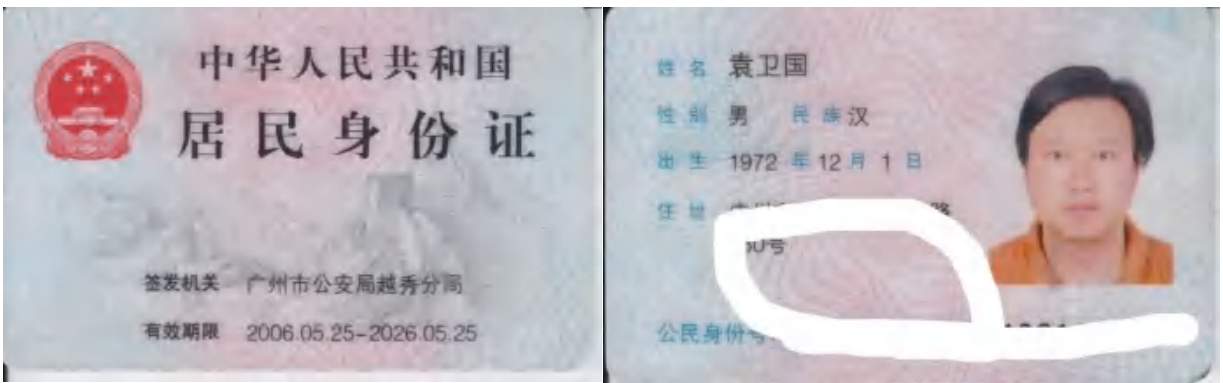 中华人民共和国
居民身份证
签发机关 广州市公安局越秀分局
有效期限 2006.05.25-2026.05.25
姓名 袁卫国
性别 男 民族 汉
出生 1972 年 12 月 1 日
住址 路
号
公民身份号